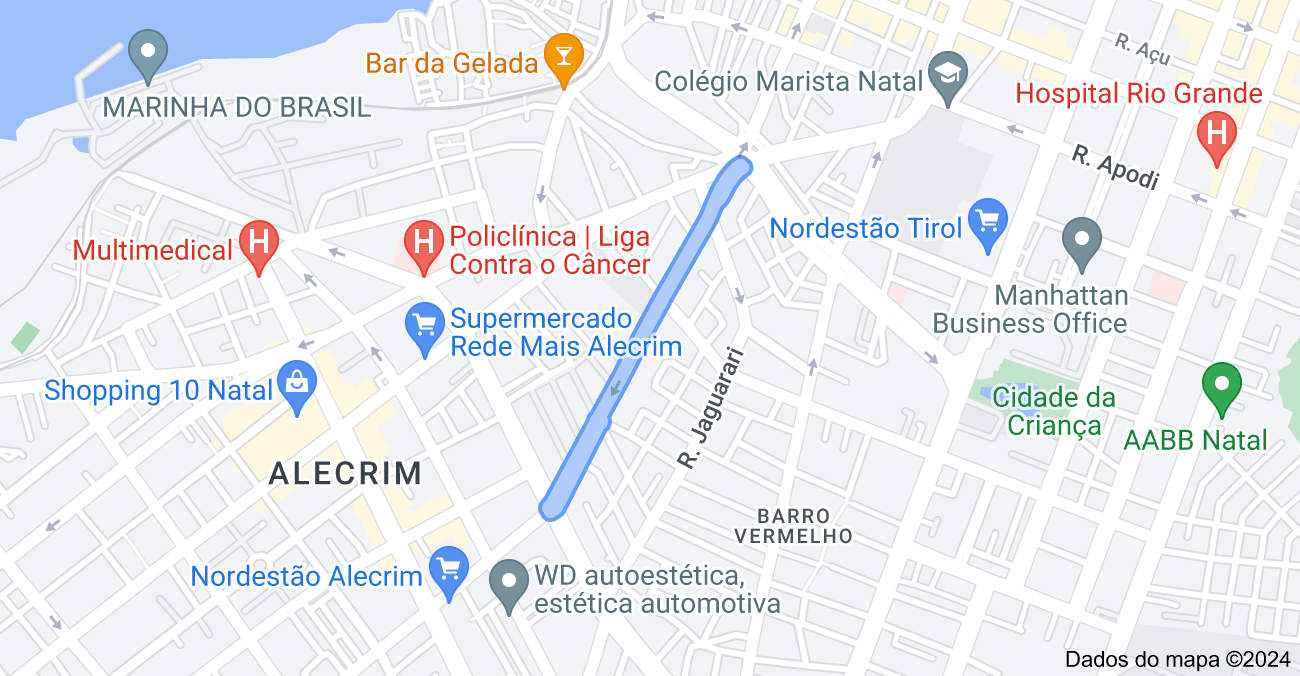 R. Açu
Bar da Gelada
Colégio Marista Natal
MARINHA DO BRASIL
Hospital Rio Grande
R. Apodi
Nordestão Tirol
Multimedical
Policlínica | Liga
Contra o Câncer
Manhattan
Business Office
Supermercado
Rede Mais Alecrim
Shopping 10 Natal
R. Jaguarari
Cidade da
Criança
AABB Natal
ALECRIM
BARRO
VERMELHO
Nordestão Alecrim
WD autoestética,
estética automotiva
Dados do mapa ©2024